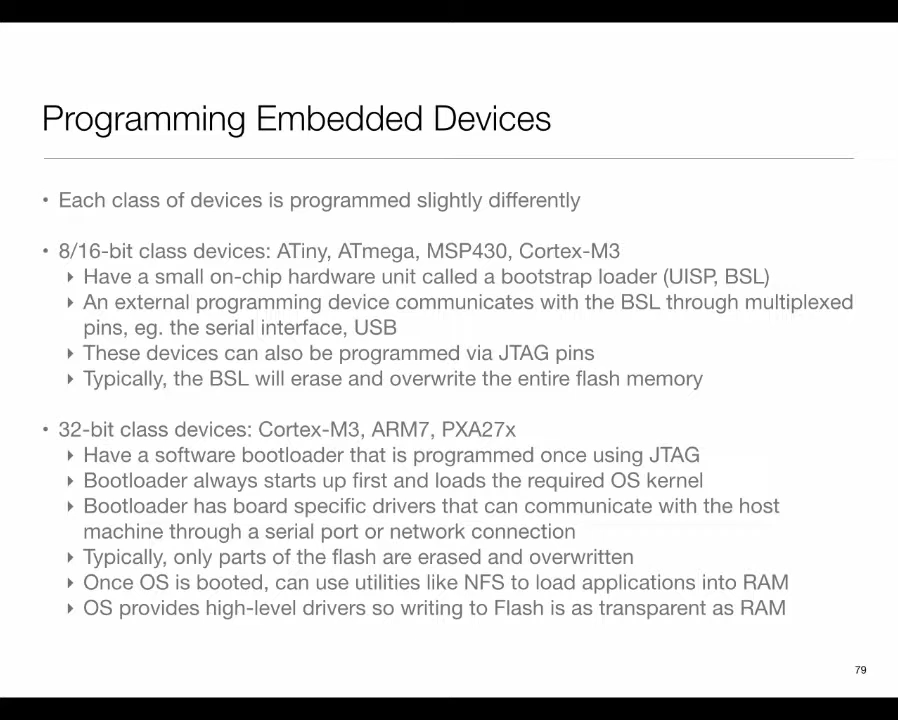 Programming Embedded Devices
• Each class of devices is programmed slightly differently
• 8/16-bit class devices: ATiny, ATmega, MSP430, Cortex-M3
‣ Have a small on-chip hardware unit called a bootstrap loader (UISP, BSL)
‣ An external programming device communicates with the BSL through multiplexed
pins, eg. the serial interface, USB
‣ These devices can also be programmed via JTAG pins
‣ Typically, the BSL will erase and overwrite the entire flash memory
• 32-bit class devices: Cortex-M3, ARM7, PXA27x
‣ Have a software bootloader that is programmed once using JTAG
‣ Bootloader always starts up first and loads the required OS kernel
‣ Bootloader has board specific drivers that can communicate with the host
machine through a serial port or network connection
‣ Typically, only parts of the flash are erased and overwritten
‣ Once OS is booted, can use utilities like NFS to load applications into RAM
‣ OS provides high-level drivers so writing to Flash is as transparent as RAM
79